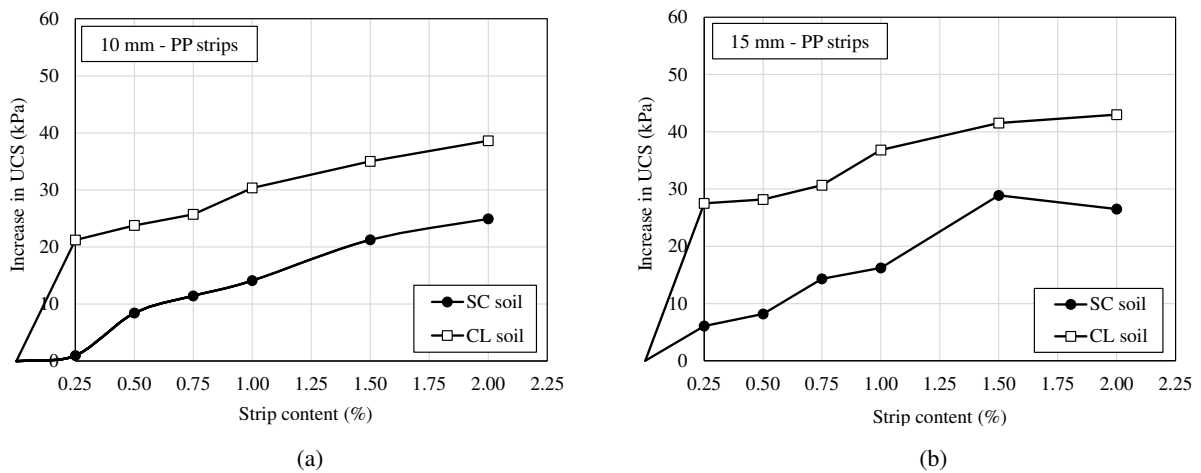 10 mm - PP strips
Increase in UCS (kPa)
60
50
40
30
20
10
0
0.25 0.50 0.75 1.00 1.25 1.50 1.75 2.00 2.25
Strip content (%)
SC soil
CL soil
(a)
15 mm - PP strips
Increase in UCS (kPa)
60
50
40
30
20
10
0
0.25 0.50 0.75 1.00 1.25 1.50 1.75 2.00 2.25
Strip content (%)
SC soil
CL soil
(b)